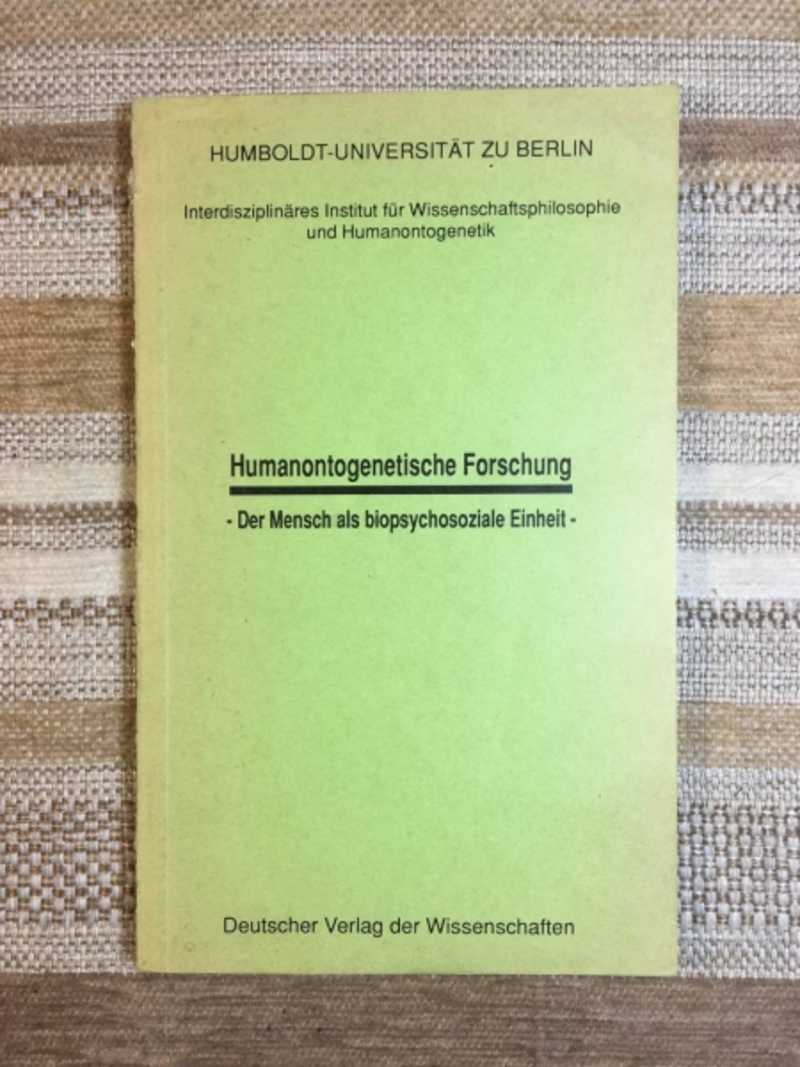 HUMBOLDT-UNIVERSITÄT ZU BERLIN
Interdisziplinäres Institut für Wissenschaftsphilosophie
und Humanontogenetik
Humanontogenetische Forschung
- Der Mensch als biopsychosoziale Einheit -
Deutscher Verlag der Wissenschaften